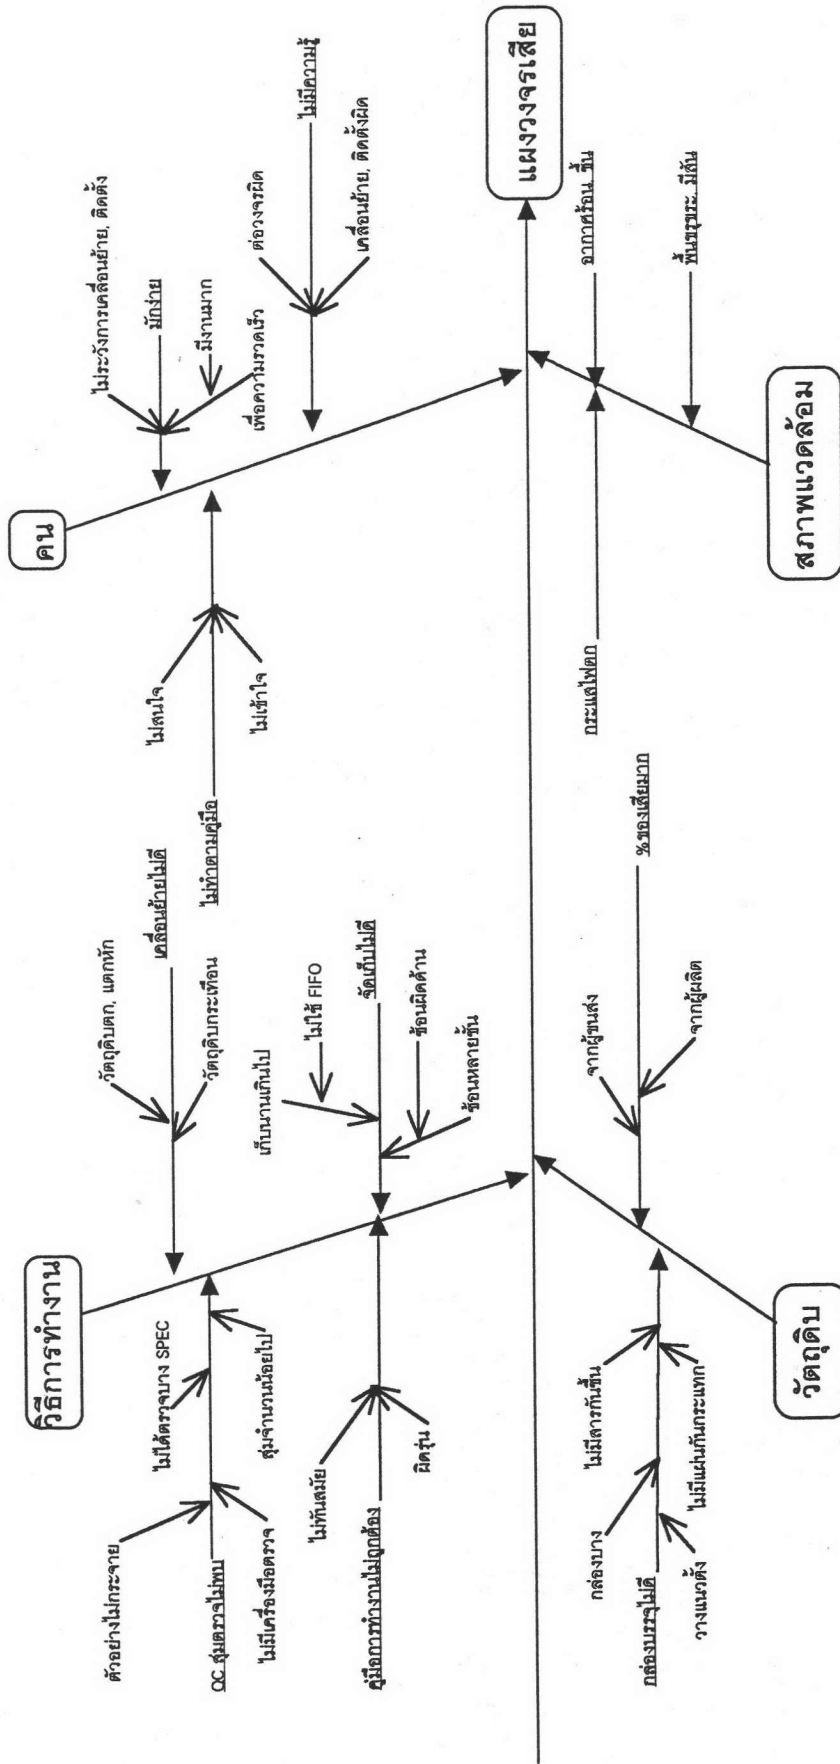 วิธีการทำงาน
คน
ตัวอย่างไม่กระจาย
ไม่ได้ตรวจบาง SPEC
QC สุ่มตรวจไม่พบ
ไม่มีเครื่องมือตรวจ
สุ่มจำนวนน้อยไป
วัตถุดิบตก, แตกหัก
เคลื่อนย้ายไม่ดี
วัตถุดิบกระเทือน
ไม่ทันสมัย
คู่มือการทำงานไม่ถูกต้อง
ผิดรุ่น
เก็บนานเกินไป
ไม่ใช้ FIFO
จัดเก็บไม่ดี
ซ้อนผิดด้าน
ซ้อนหลายชั้น
ไม่สนใจ
ไม่ทำตามคู่มือ
ไม่เข้าใจ
ไม่ระวังการเคลื่อนย้าย, ติดตั้ง
มักง่าย
มีงานมาก
เพื่อความรวดเร็ว
ต่อวงจรผิด
ไม่มีความรู้
เคลื่อนย้าย, ติดตั้งผิด
แผงวงจรเสีย
กล่องบาง
ไม่มีสารกันชื้น
กล่องบรรจุไม่ดี
วางแนวตั้ง
ไม่มีแผ่นกันกระแทก
จากผู้ขนส่ง
%ของเสียมาก
จากผู้ผลิต
กระแสไฟตก
อากาศร้อน, ชื้น
พื้นขรุขระ, มีสั่น
วัตถุดิบ
สภาพแวดล้อม